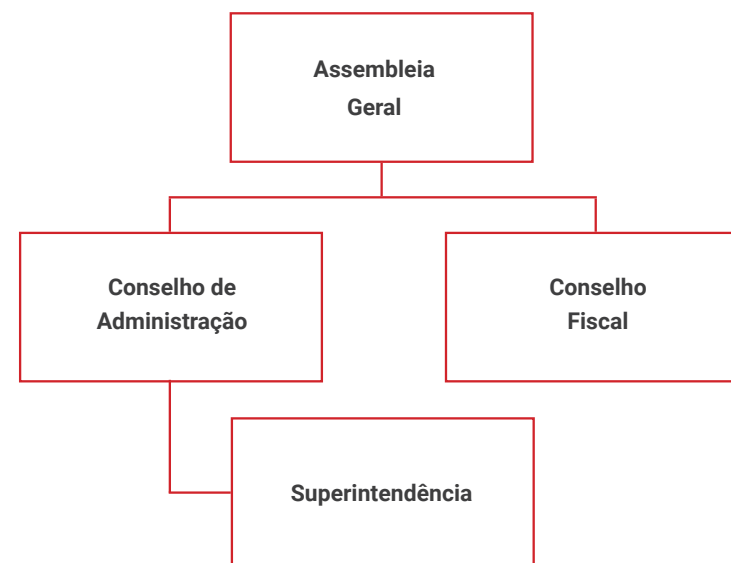 Assembleia
Geral
Conselho de
Administração
Conselho
Fiscal
Superintendência